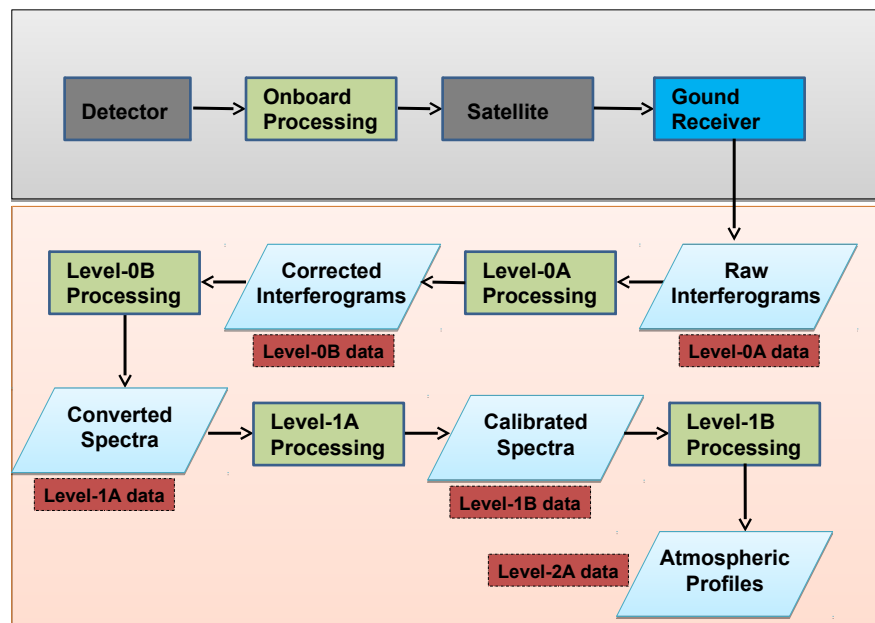 Detector
Onboard
Processing
Satellite
Gound
Receiver
Level-0B
Processing
Corrected
Interferograms
Level-0A
Processing
Raw
Interferograms
Level-0B data
Level-0A data
Converted
Spectra
Level-1A
Processing
Calibrated
Spectra
Level-1B
Processing
Level-1A data
Level-1B data
Level-2A data
Atmospheric
Profiles